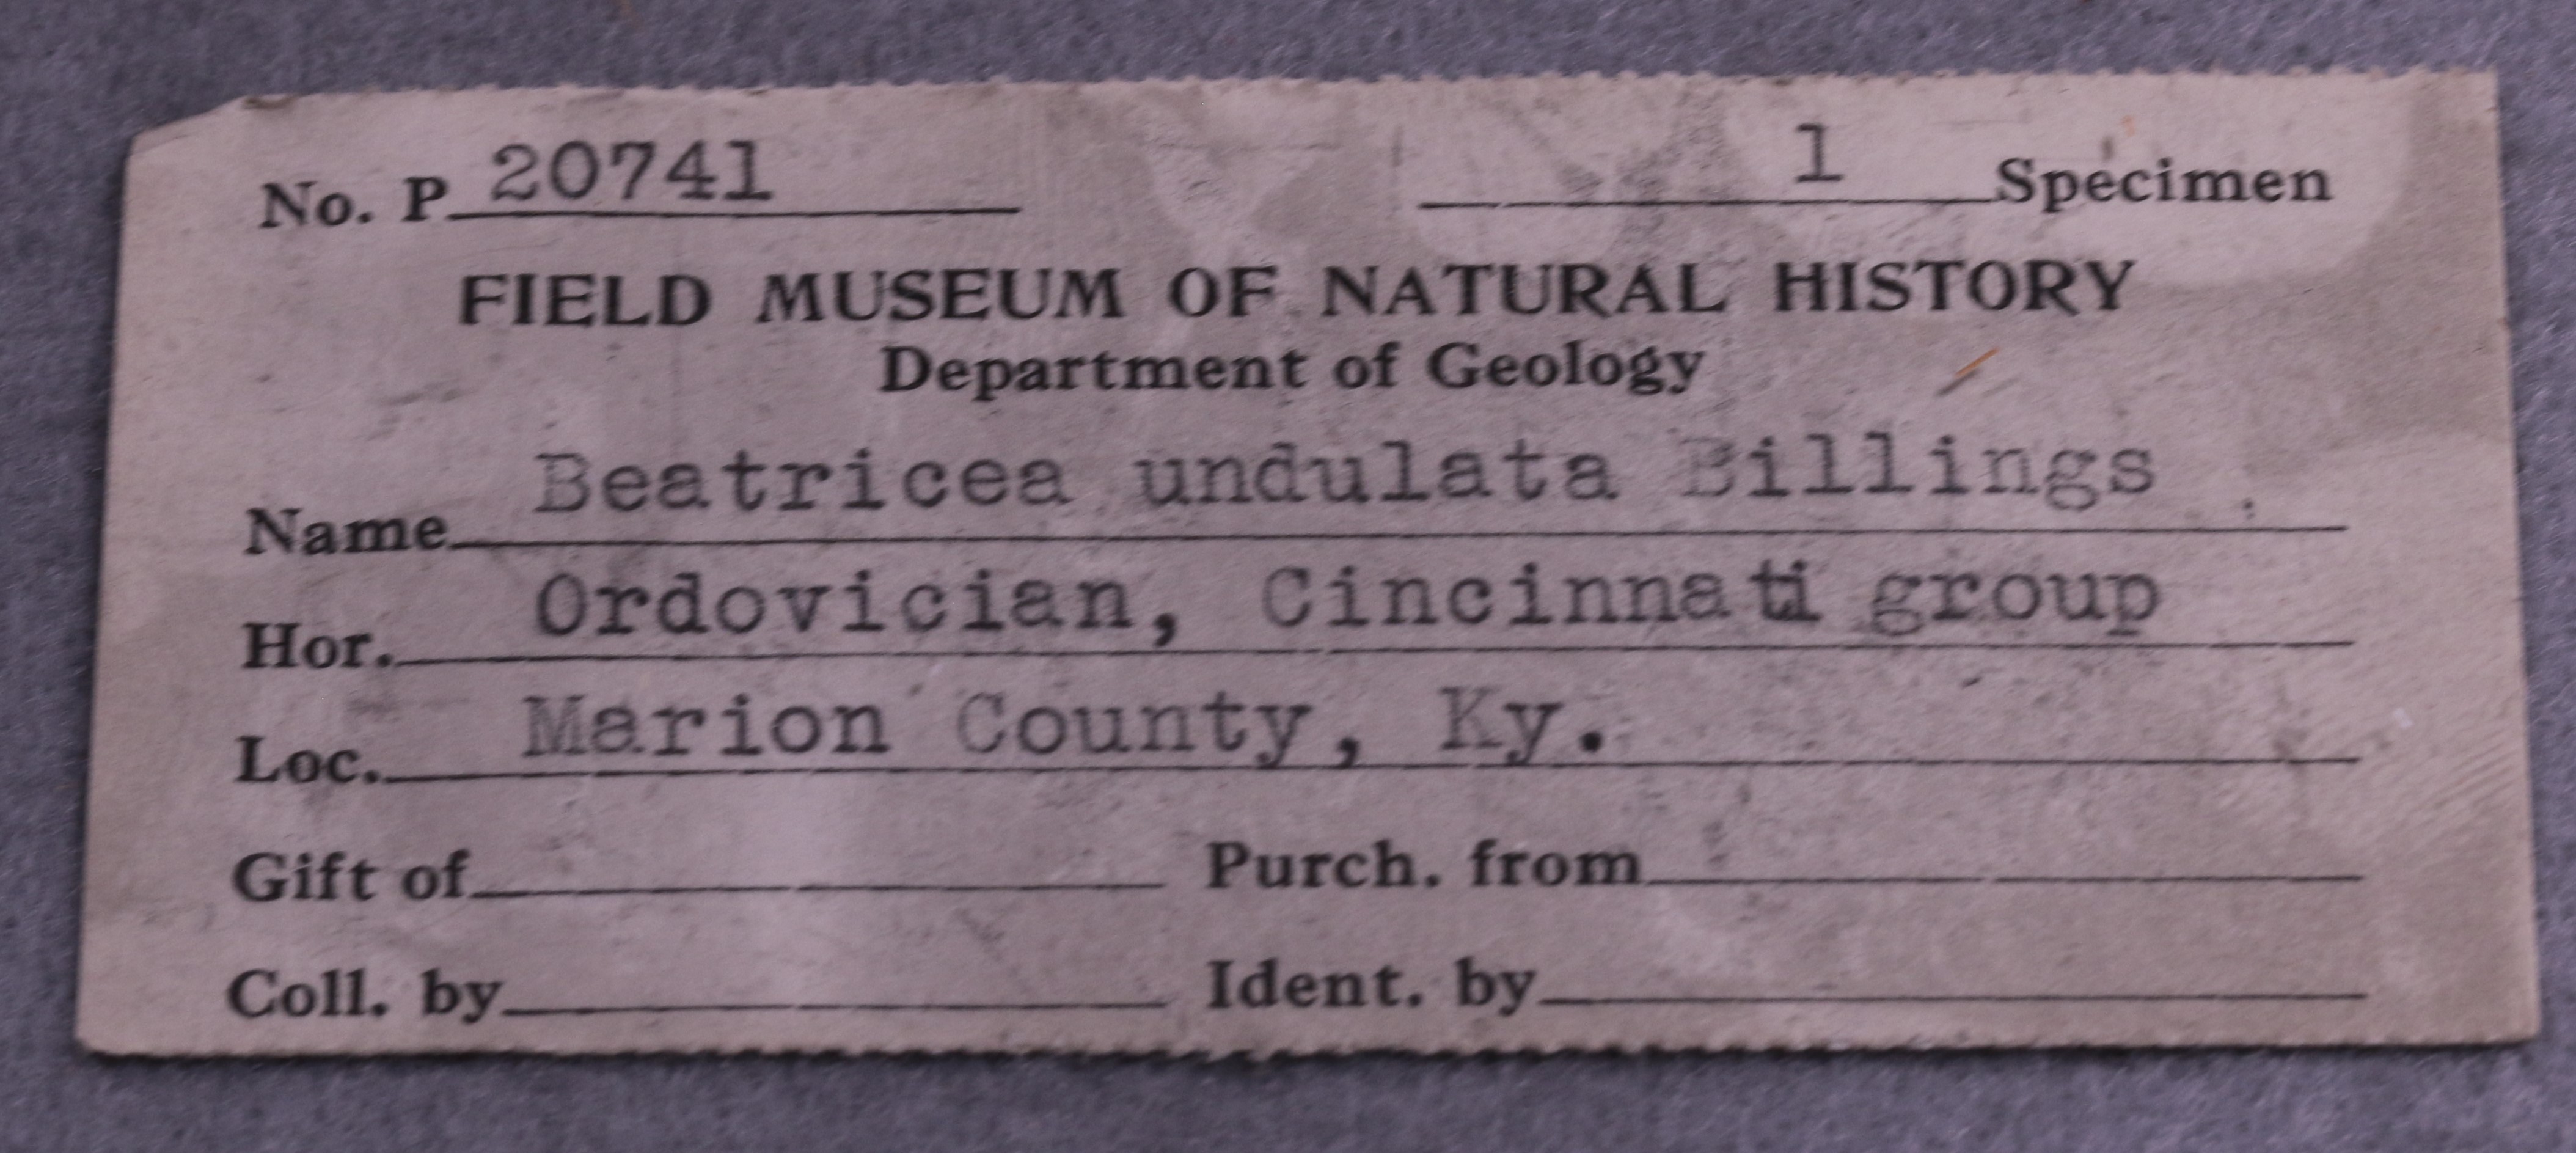 No. P 20741 1 Specimen
FIELD MUSEUM OF NATURAL HISTORY
Department of Geology
Name Beatricea undulata Billings
Hor. Ordovician, Cincinnati group
Loc. Marion County, Ky.
Gift of Purch. from
Coll. by Ident. by